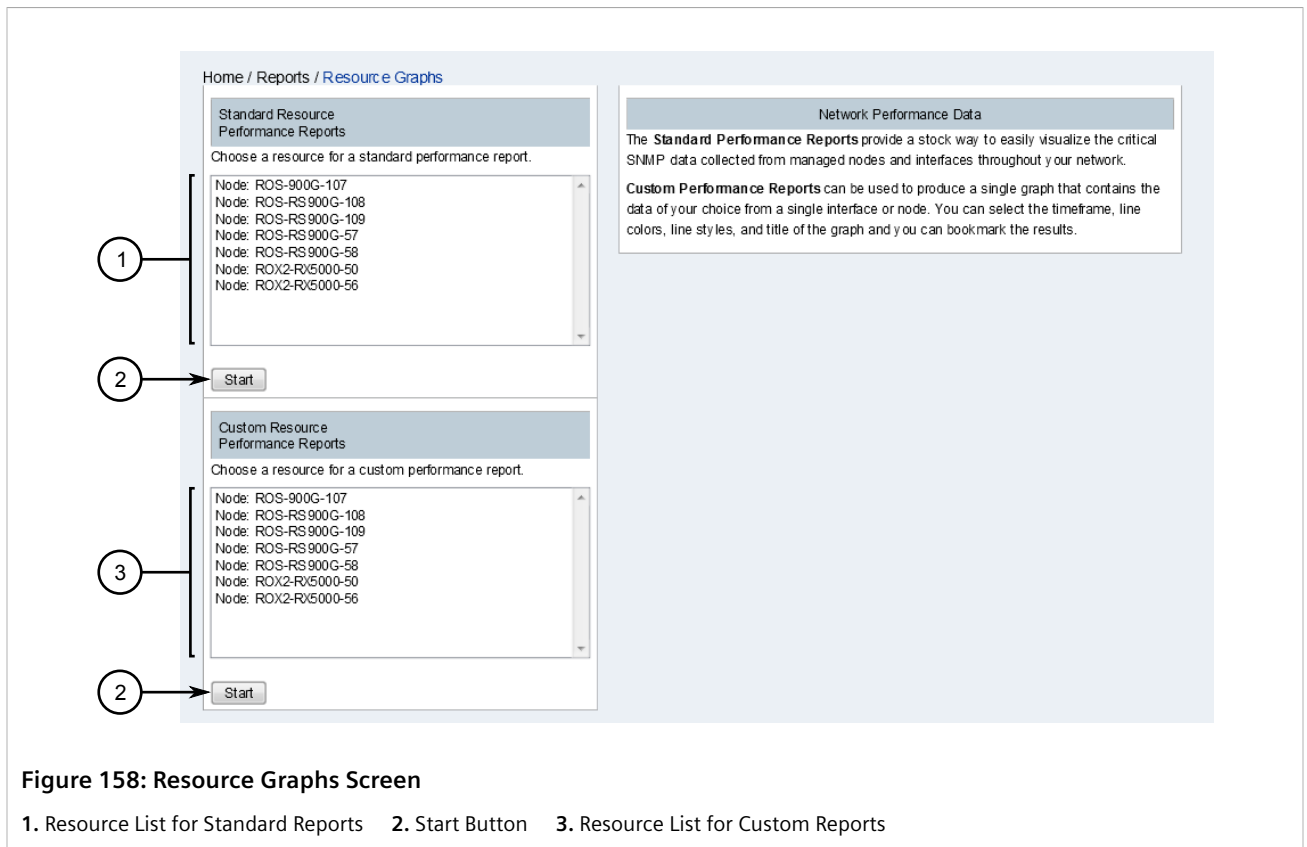 Home / Reports / Resource Graphs
Standard Resource
Performance Reports
Choose a resource for a standard performance report.
Node: ROS-900G-107
Node: ROS-RS900G-108
Node: ROS-RS900G-109
Node: ROS-RS900G-57
Node: ROS-RS900G-58
Node: ROX2-RX5000-50
Node: ROX2-RX5000-56
1
2
Start
Custom Resource
Performance Reports
Choose a resource for a custom performance report.
Node: ROS-900G-107
Node: ROS-RS900G-108
Node: ROS-RS900G-109
Node: ROS-RS900G-57
Node: ROS-RS900G-58
Node: ROX2-RX5000-50
Node: ROX2-RX5000-56
3
2
Start
Network Performance Data
The Standard Performance Reports provide a stock way to easily visualize the critical
SNMP data collected from managed nodes and interfaces throughout your network.
Custom Performance Reports can be used to produce a single graph that contains the
data of your choice from a single interface or node. You can select the timeframe, line
colors, line styles, and title of the graph and you can bookmark the results.
Figure 158: Resource Graphs Screen
1. Resource List for Standard Reports 2. Start Button 3. Resource List for Custom Reports